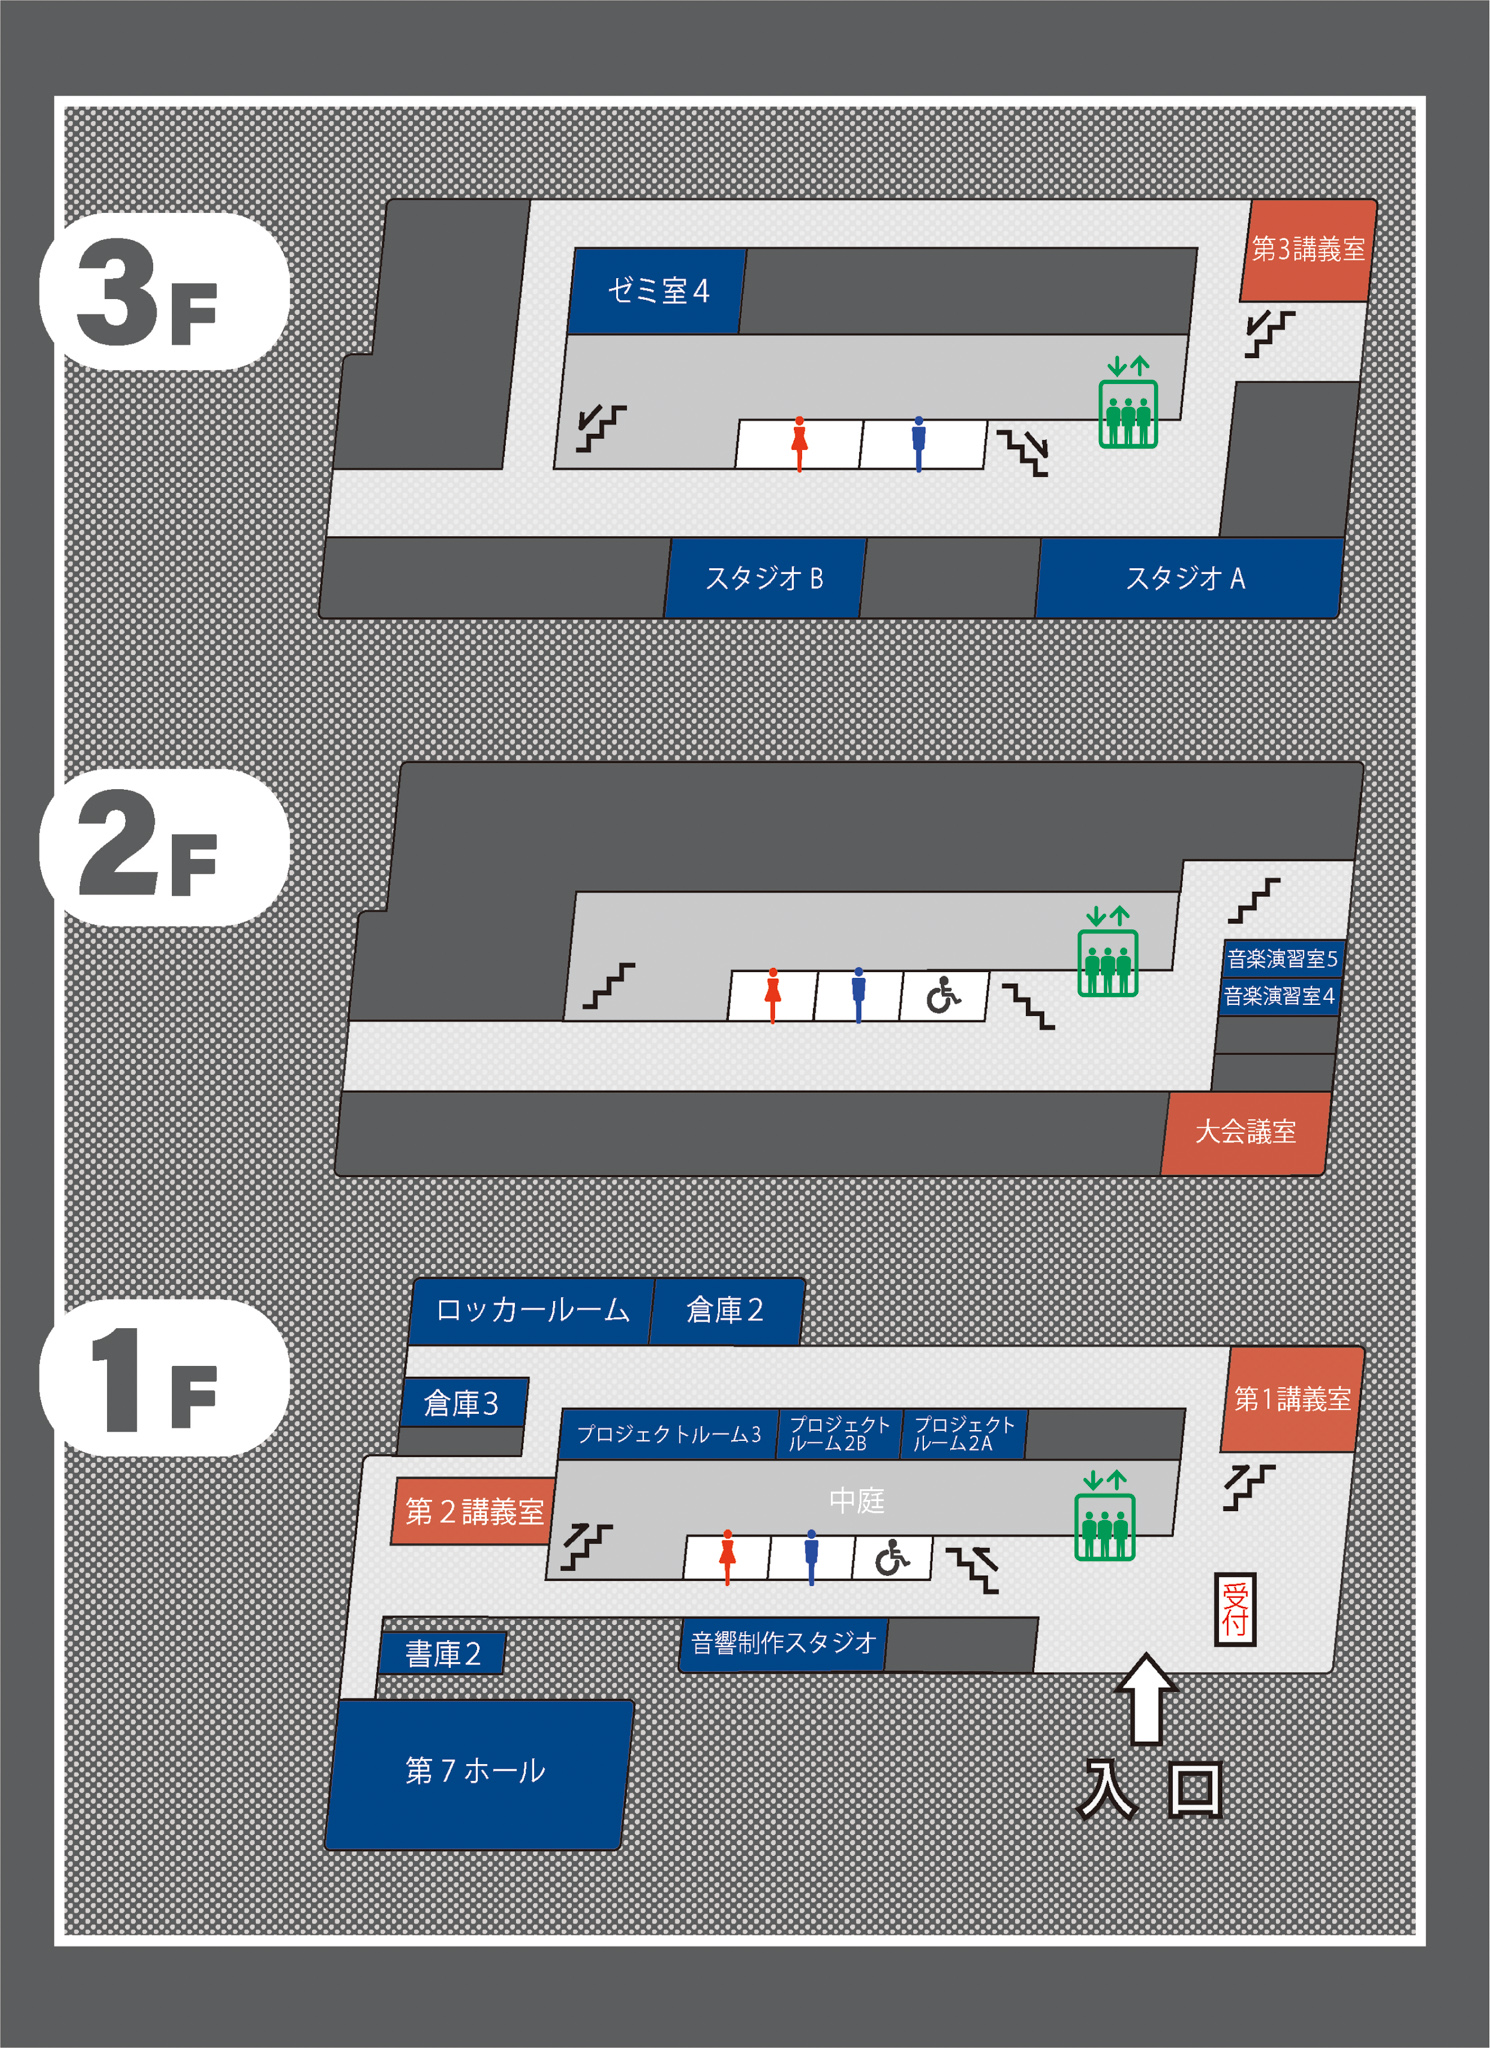 3F
第3講義室
ゼミ室4
スタジオ B
スタジオ A
2F
音楽演習室5
音楽演習室4
大会議室
1F
ロッカールーム
倉庫2
倉庫3
第1講義室
プロジェクトルーム3
プロジェクト
ルーム2B
プロジェクト
ルーム2A
中庭
第2講義室
受付
書庫2
音響制作スタジオ
第7ホール
入口